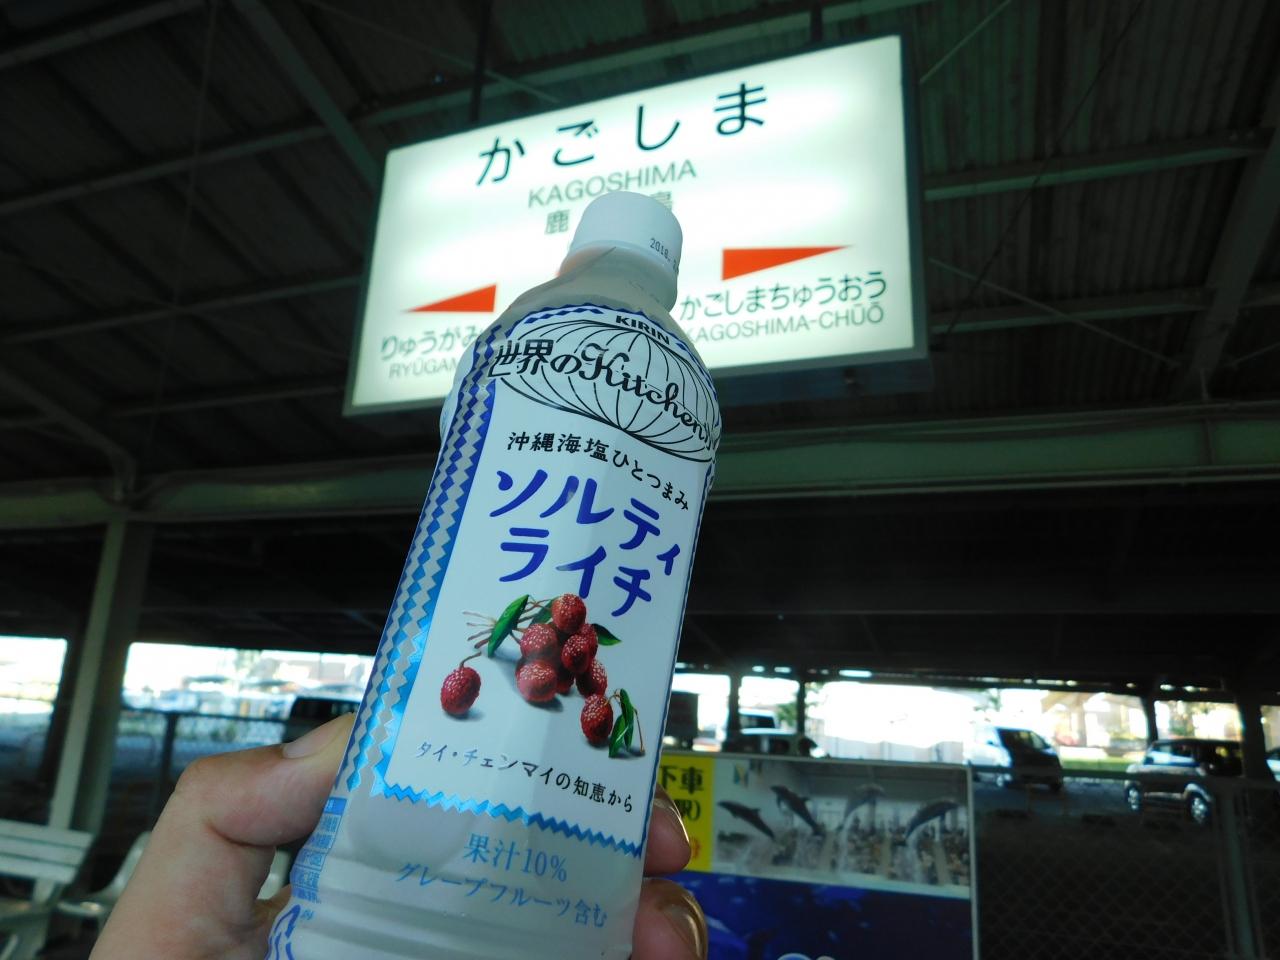 かごしま
KAGOSHIMA
鹿 島
かごしまちゅうおう
KAGOSHIMA-CHŪŌ
りゅうがみ
RYŪGAM
KIRIN
世界のKitchenから
沖縄海塩ひとつまみ
ソルティ
ライチ
タイ・チェンマイの知恵から
果汁10%
グレープフルーツ含む
下車